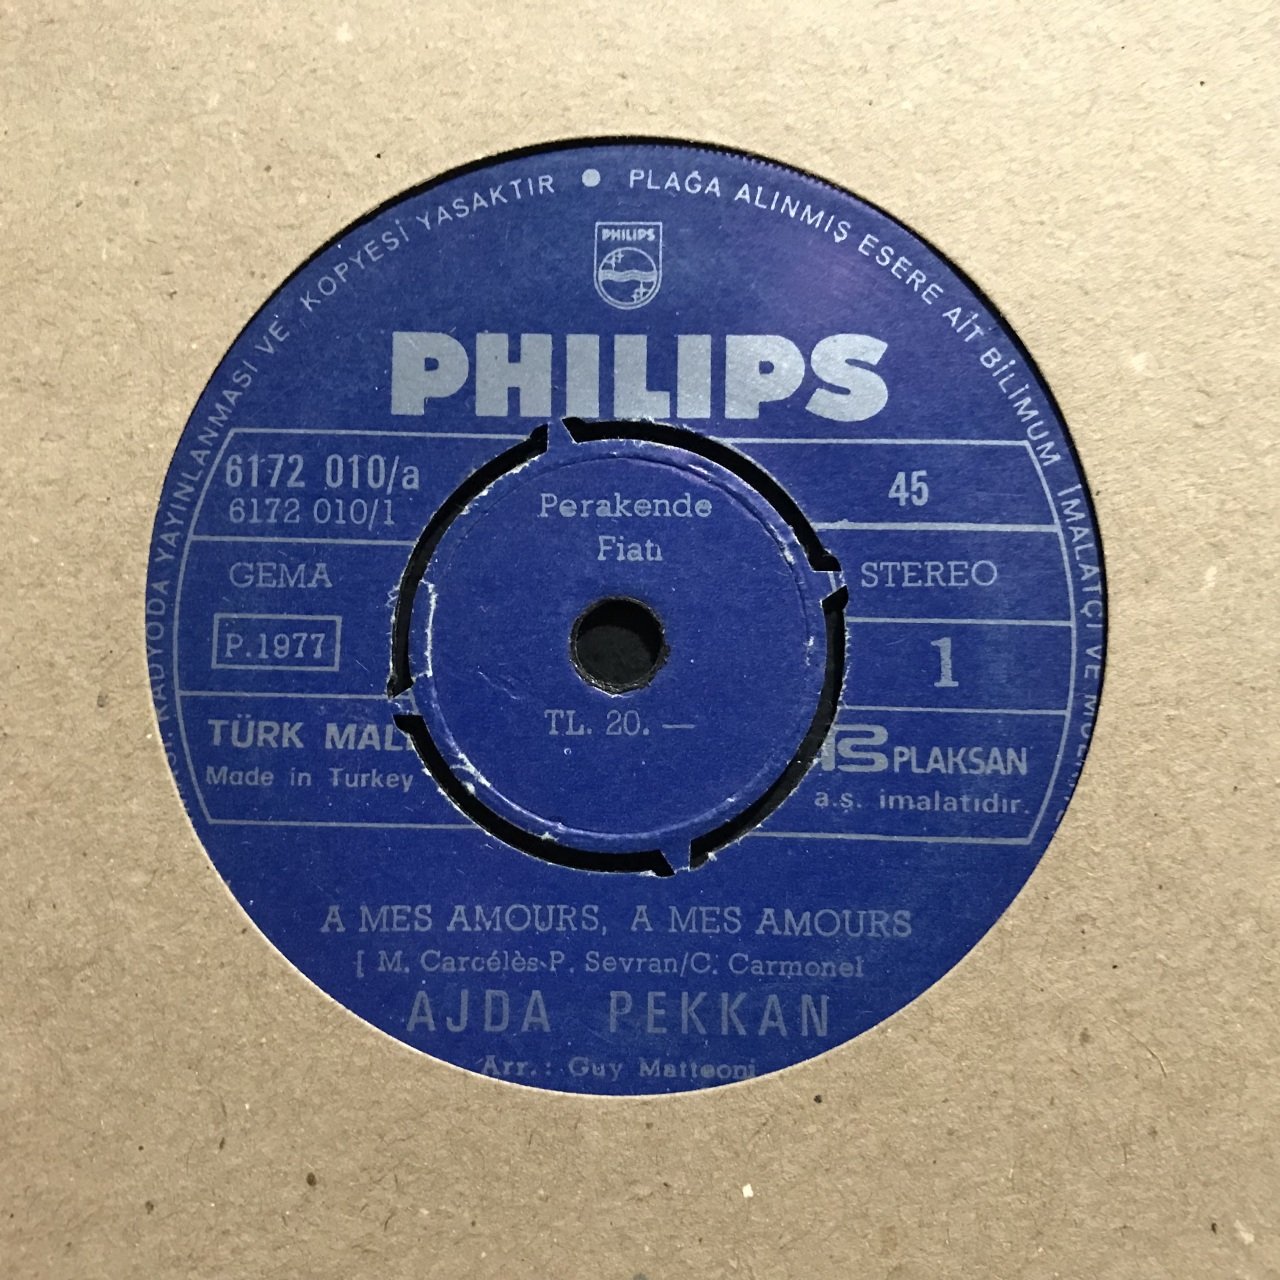 PLAĞA ALINMIŞ ESERE AİT BİLİMUM İMALATÇI VE
RADYODA YAYINLANMASI VE KOPYESİ YASAKTIR
PHILIPS
PHILIPS
6172 010/a
6172 010/1
GEMA
P.1977
TÜRK MALI
Made in Turkey
Perakende
Fiatı
TL. 20. —
45
STEREO
1
PLAKSAN
a.ş. imalatıdır.
A MES AMOURS, A MES AMOURS
[ M. Carcélès-P. Sevran/C. Carmonel
AJDA PEKKAN
Arr.: Guy Matteoni